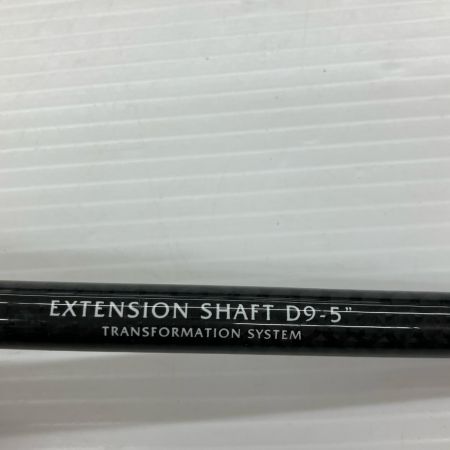 EXTENSION SHAFT D9-5"
TRANSFORMATION SYSTEM